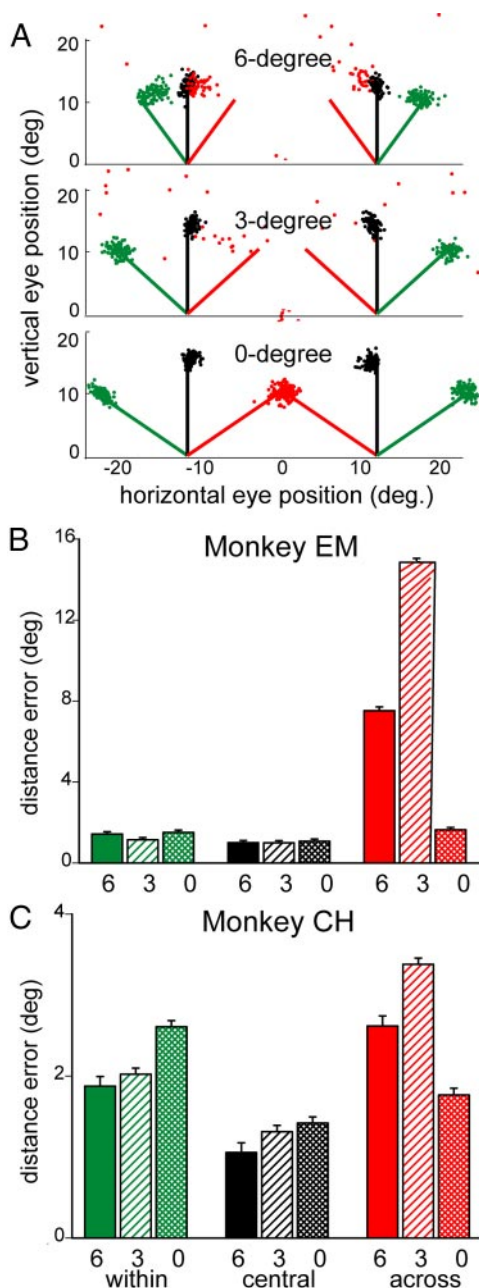 A
6-degree
20
10
0
3-degree
20
10
0
0-degree
20
10
0
vertical eye position (deg)
-20 -10 0 10 20
horizontal eye position (deg.)
B
Monkey EM
16
12
8
4
0
distance error (deg)
6 3 0 6 3 0 6 3 0
C
Monkey CH
4
2
0
distance error (deg)
6 3 0 6 3 0 6 3 0
within central across